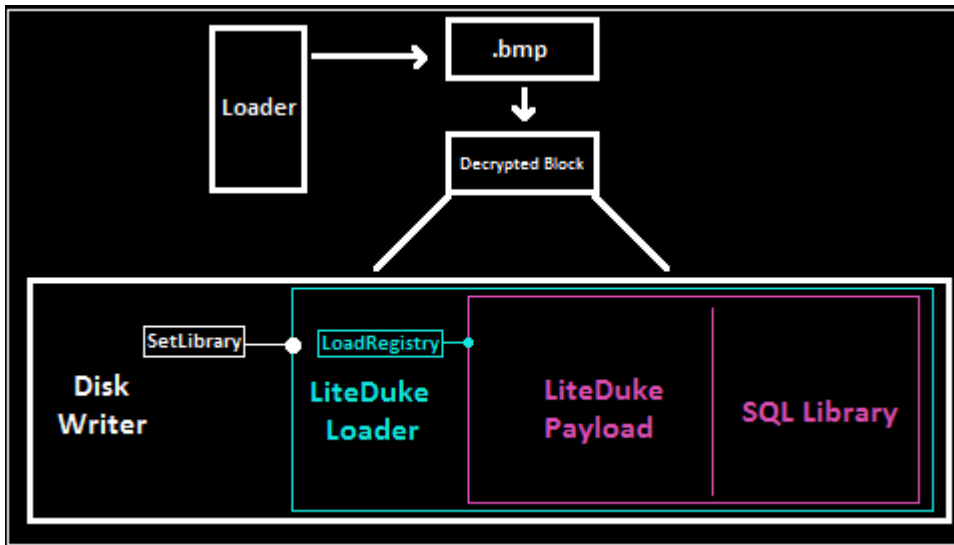 Loader
.bmp
Decrypted Block
SetLibrary
LoadRegistry
Disk
Writer
LiteDuke
Loader
LiteDuke
Payload
SQL Library